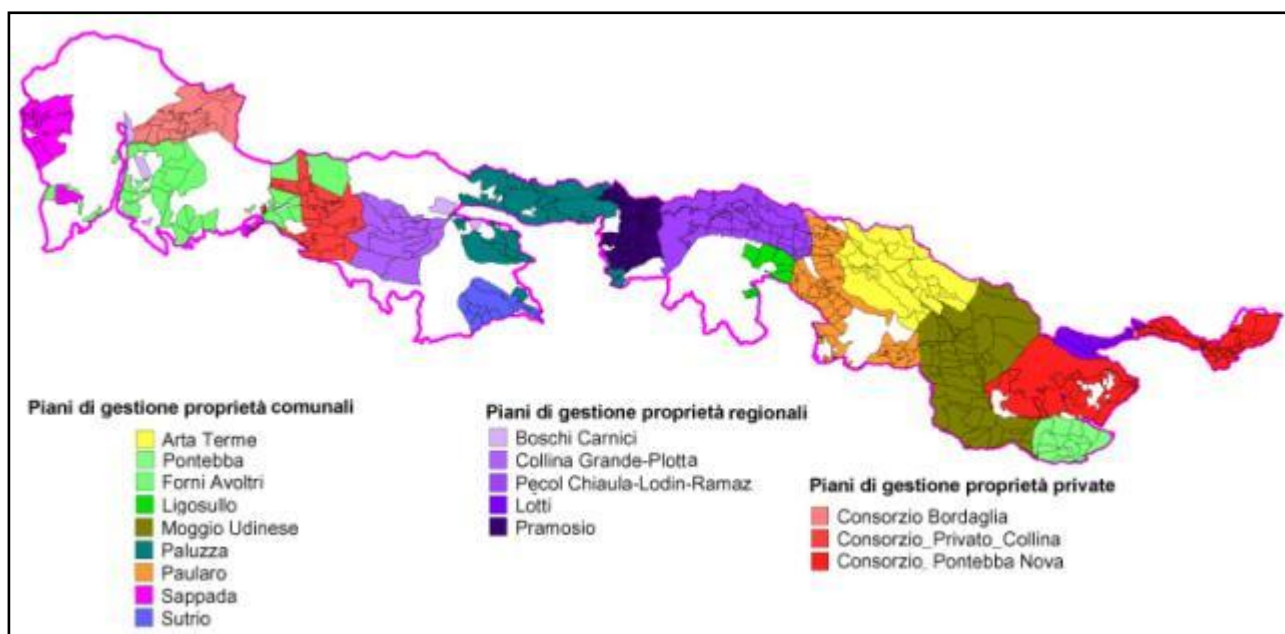 Piani di gestione proprietà comunali
Arta Terme
Pontebba
Forni Avoltri
Ligosullo
Moggio Udinese
Paluzza
Paularo
Sappada
Sutrio
Piani di gestione proprietà regionali
Boschi Carnici
Collina Grande-Plotta
Pecol Chiaula-Lodin-Ramaz
Lotti
Pramosio
Piani di gestione proprietà private
Consorzio Bordaglia
Consorzio_Privato_Collina
Consorzio_Pontebba Nova